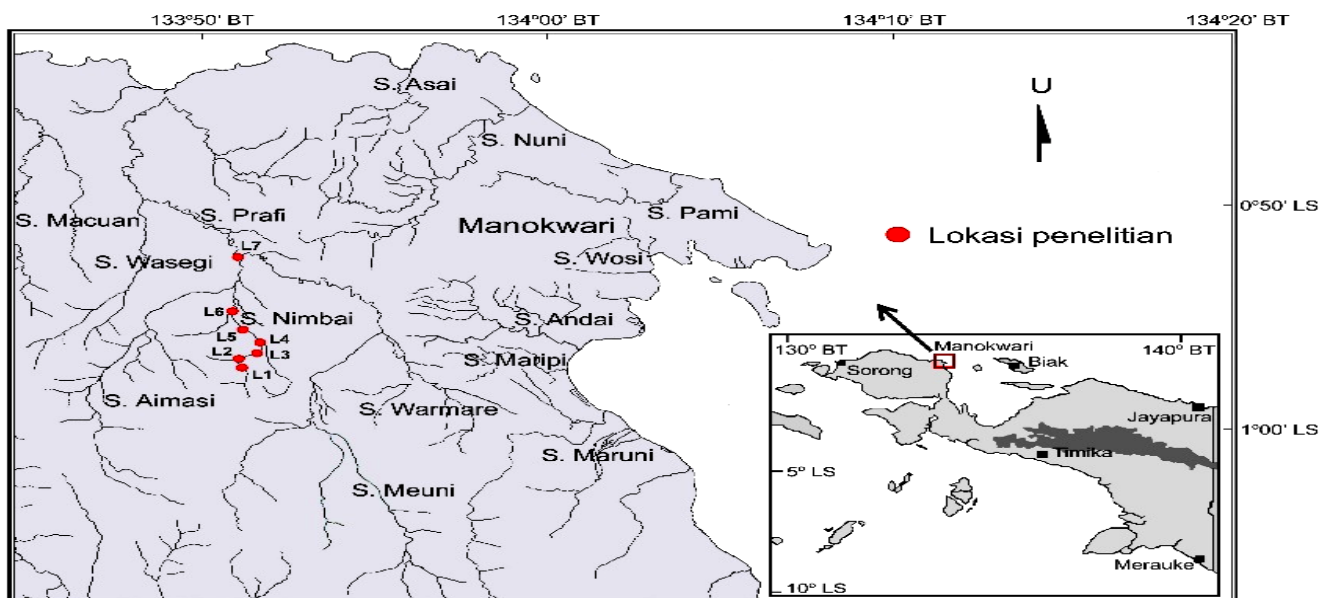 133°50' BT
134°00' BT
134°10' BT
134°20' BT
S. Asai
U
S. Nuni
0°50' LS
S. Macuan
S. Prafi
S. Pami
Manokwari
Lokasi penelitian
L7
S. Wasegi
S. Wosi
L6
S. Nimbai
S. Andai
L5
L4
L2
L3
S. Maripi
L1
S. Aimasi
S. Warmare
S. Maruni
S. Meuni
1°00' LS
130° BT
Manokwari
140° BT
Sorong
Biak
Jayapura
Timika
5° LS
Merauke
10° LS